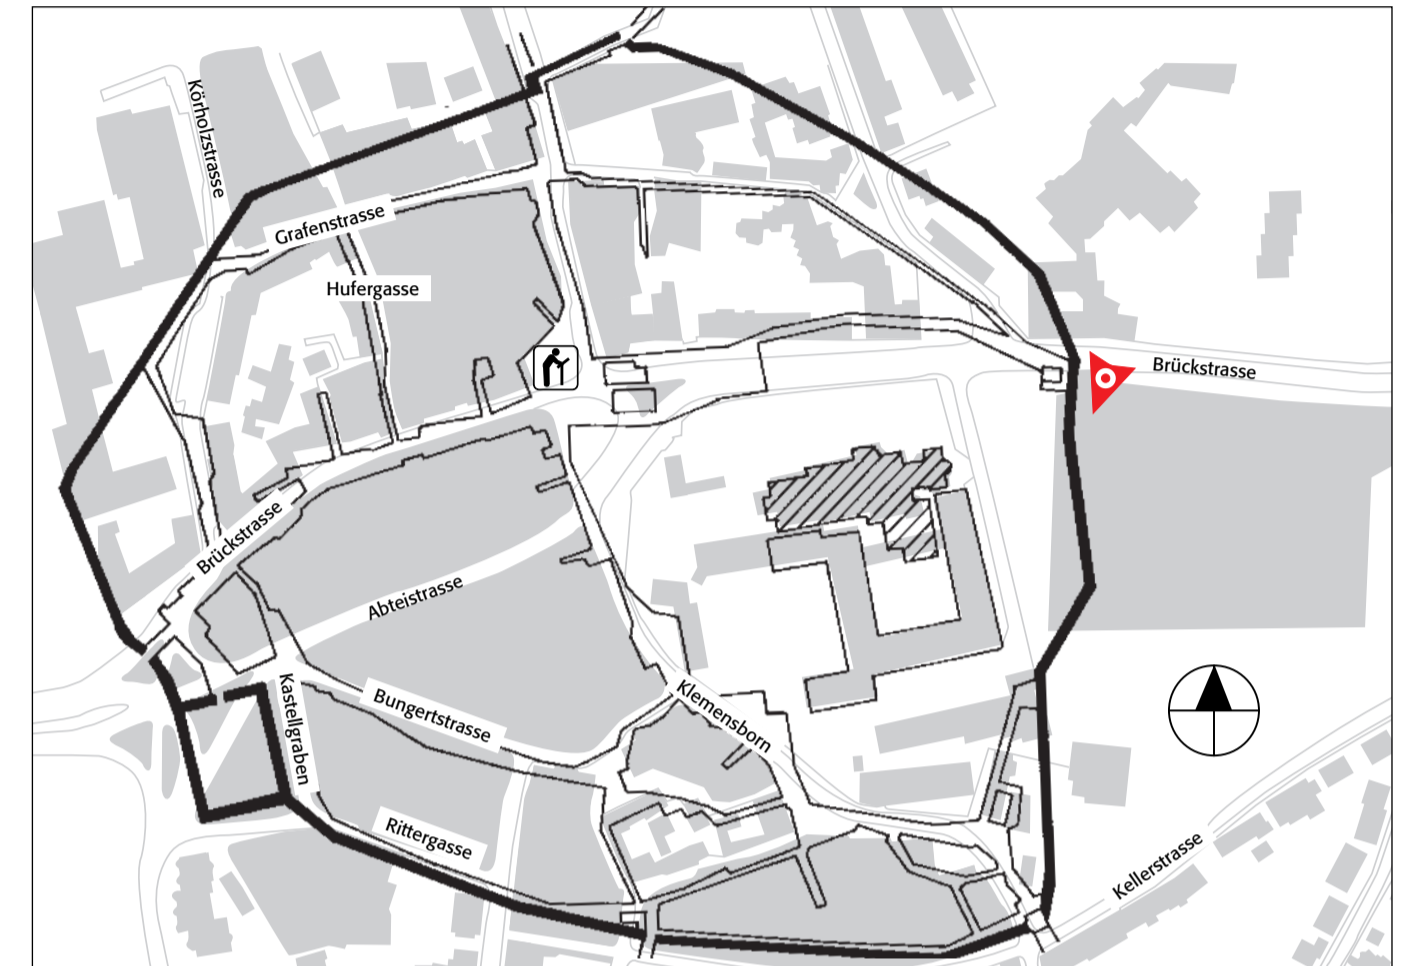 Körholzstrasse
Grafenstrasse
Hufergasse
Brückstrasse
Brückstrasse
Abteistrasse
Kastellgraben
Bungertstrasse
Klemensborn
Rittergasse
Kellerstrasse